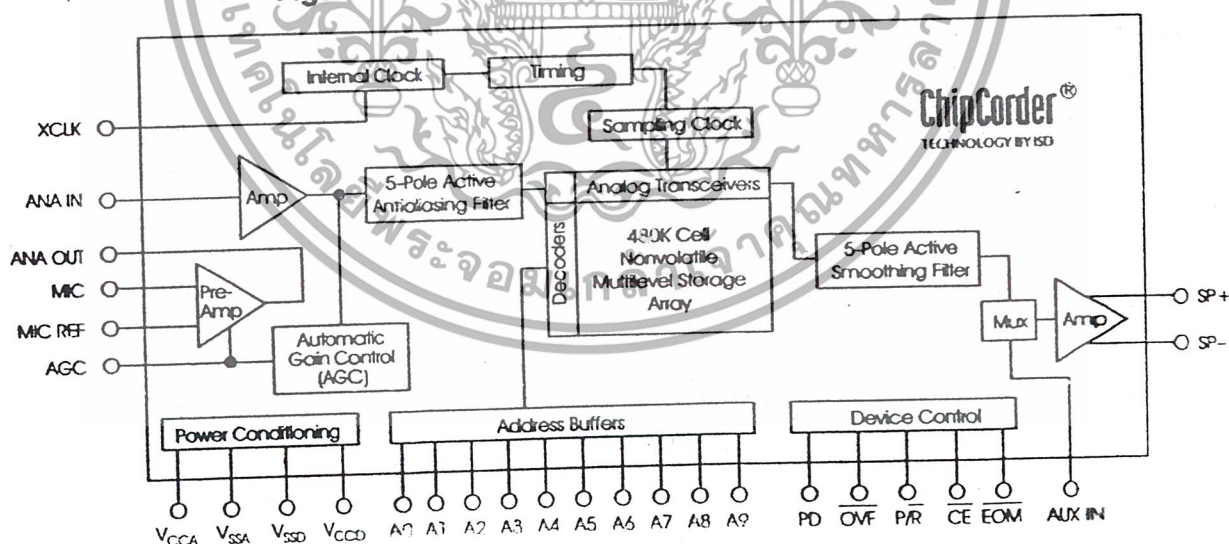 Internal Clock
Timing
XCLK
Sampling Clock
ChipCorder®
TECHNOLOGY BY ISD
ANA IN
Amp
5-Pole Active
Antialiasing Filter
Analog Transceivers
Decoders
480K Cell
Nonvolatile
Multilevel Storage
Array
5-Pole Active
Smoothing Filter
ANA OUT
MIC
Pre-
Amp
MIC REF
AGC
Automatic
Gain Control
(AGC)
Mux
Amp
SP+
SP-
Power Conditioning
Address Buffers
Device Control
VCCA VSSA VSSD VCCD A0 A1 A2 A3 A4 A5 A6 A7 A8 A9 PD OVF P/R CE EOM AUX IN